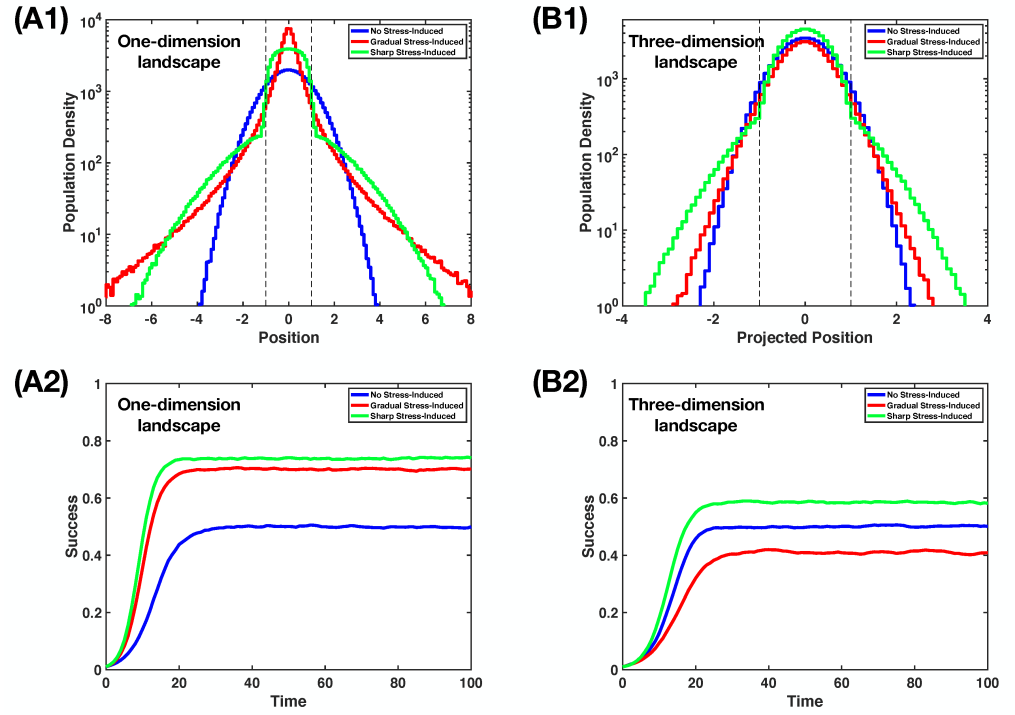 (A1)
One-dimension
landscape
No Stress-Induced
Gradual Stress-Induced
Sharp Stress-Induced
Population Density
10^4
10^3
10^2
10^1
10^0
-8 -6 -4 -2 0 2 4 6 8
Position
(B1)
Three-dimension
landscape
No Stress-Induced
Gradual Stress-Induced
Sharp Stress-Induced
Population Density
10^3
10^2
10^1
10^0
-4 -2 0 2 4
Projected Position
(A2)
One-dimension
landscape
No Stress-Induced
Gradual Stress-Induced
Sharp Stress-Induced
Success
1
0.8
0.6
0.4
0.2
0
0 20 40 60 80 100
Time
(B2)
Three-dimension
landscape
No Stress-Induced
Gradual Stress-Induced
Sharp Stress-Induced
Success
1
0.8
0.6
0.4
0.2
0
0 20 40 60 80 100
Time